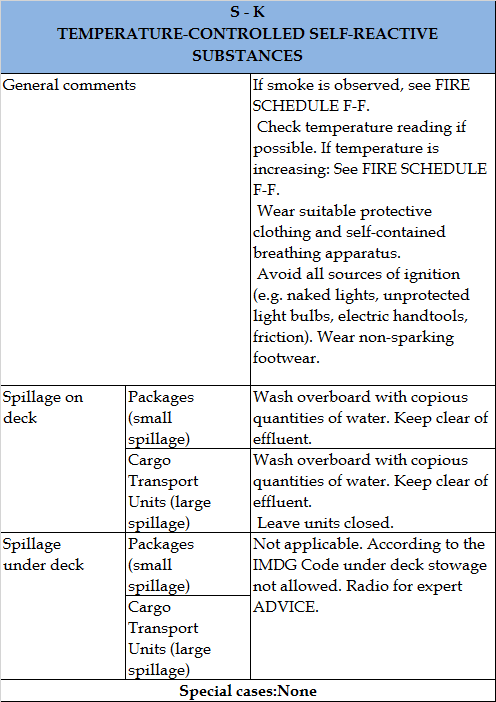 S - K
TEMPERATURE-CONTROLLED SELF-REACTIVE
SUBSTANCES
General comments
If smoke is observed, see FIRE
SCHEDULE F-F.
Check temperature reading if
possible. If temperature is
increasing: See FIRE SCHEDULE
F-F.
Wear suitable protective
clothing and self-contained
breathing apparatus.
Avoid all sources of ignition
(e.g. naked lights, unprotected
light bulbs, electric handtools,
friction). Wear non-sparking
footwear.
Spillage on
deck
Packages
(small
spillage)
Wash overboard with copious
quantities of water. Keep clear of
effluent.
Cargo
Transport
Units (large
spillage)
Wash overboard with copious
quantities of water. Keep clear of
effluent.
Leave units closed.
Spillage
under deck
Packages
(small
spillage)
Cargo
Transport
Units (large
spillage)
Not applicable. According to the
IMDG Code under deck stowage
not allowed. Radio for expert
ADVICE.
Special cases:None